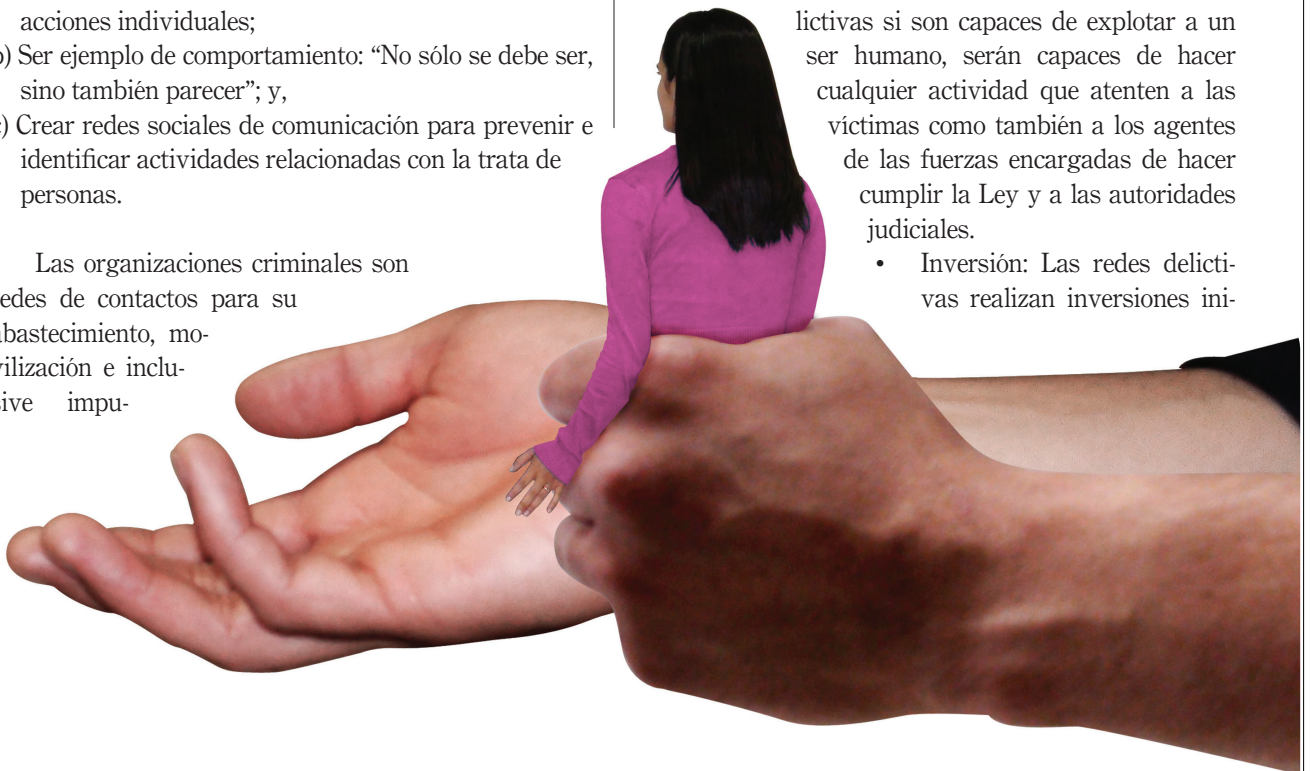 acciones individuales;
) Ser ejemplo de comportamiento: “No sólo se debe ser,
sino también parecer”; y,
) Crear redes sociales de comunicación para prevenir e
identificar actividades relacionadas con la trata de
personas.
Las organizaciones criminales son
edes de contactos para su
abastecimiento, mo-
vilización e inclu-
sive impu-
lictivas si son capaces de explotar a un
ser humano, serán capaces de hacer
cualquier actividad que atenten a las
víctimas como también a los agentes
de las fuerzas encargadas de hacer
cumplir la Ley y a las autoridades
judiciales.
• Inversión: Las redes delicti-
vas realizan inversiones ini-